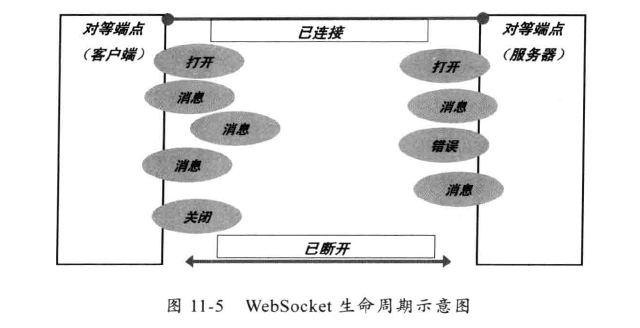 对等端点
（客户端）
已连接
对等端点
（服务器）
打开
消息
消息
消息
关闭
打开
消息
错误
消息
已断开
图 11-5 WebSocket 生命周期示意图